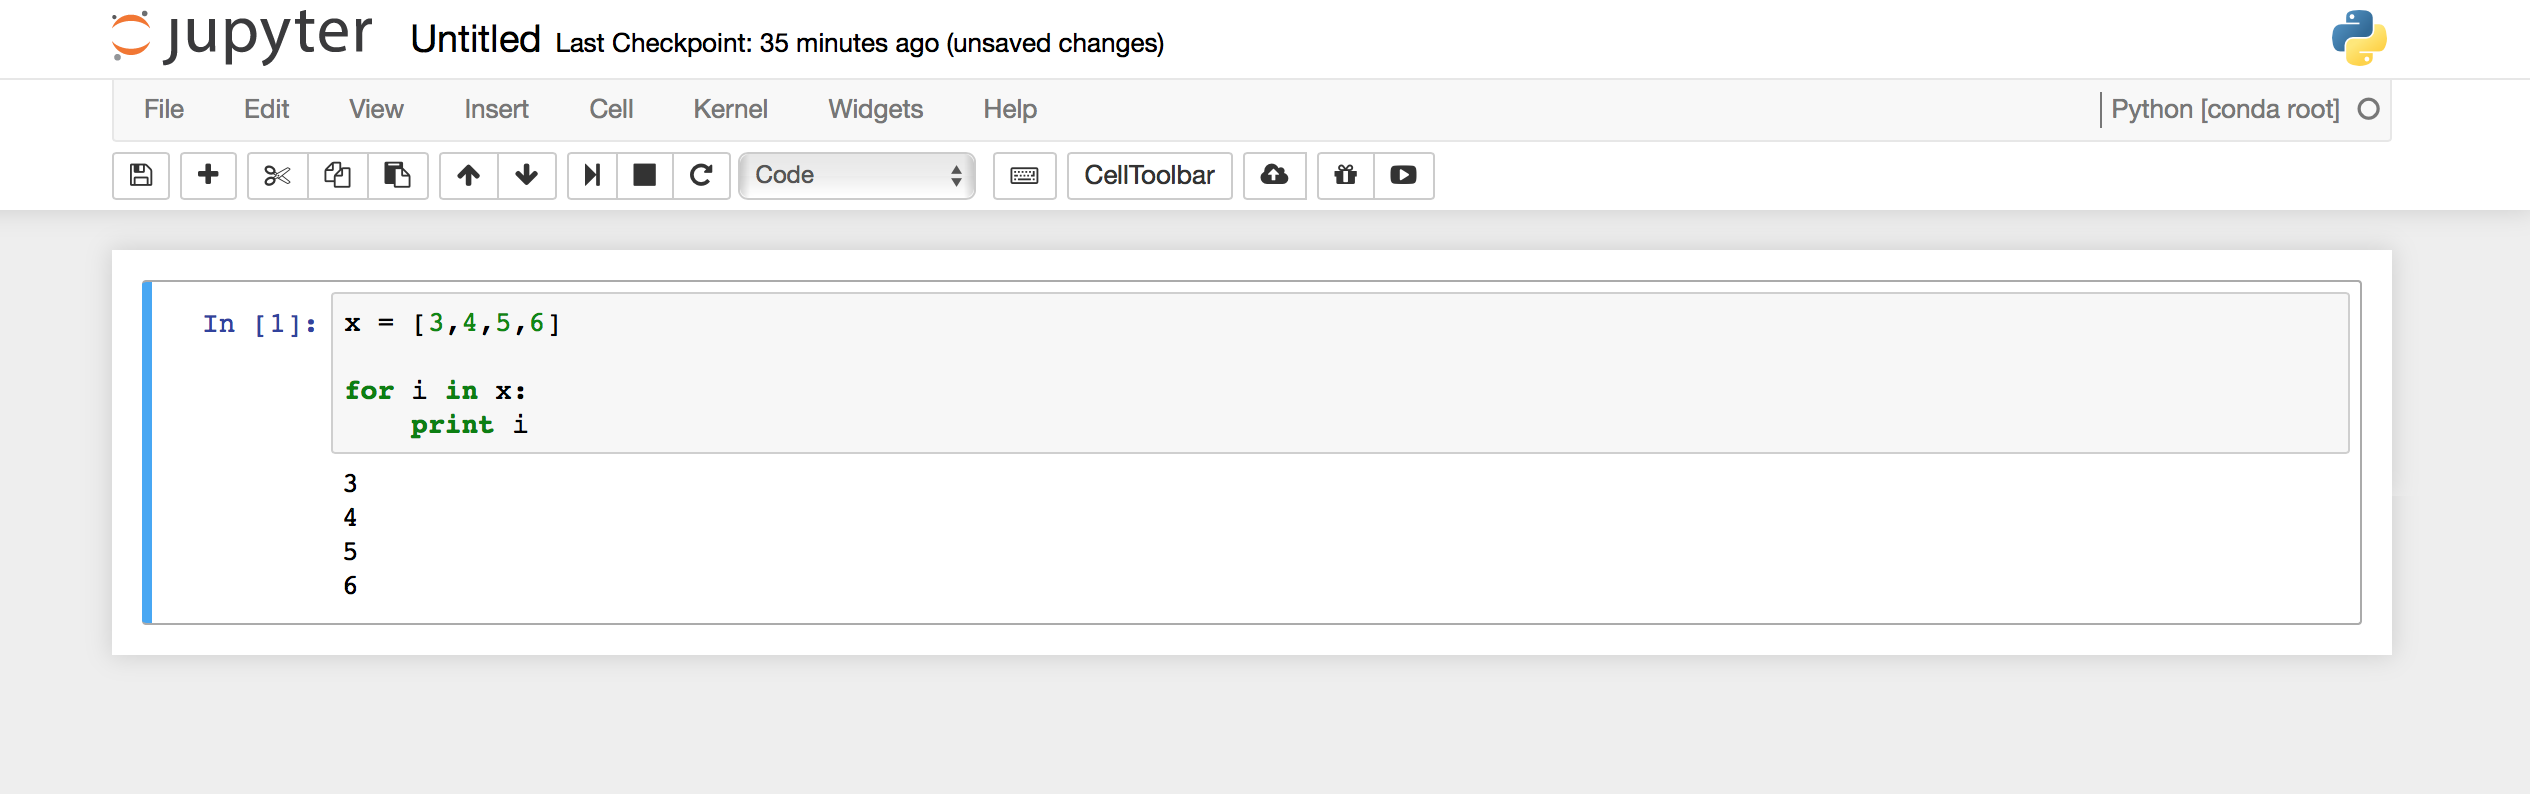 jupyter Untitled Last Checkpoint: 35 minutes ago (unsaved changes)
File Edit View Insert Cell Kernel Widgets Help Python [conda root]
Code CellToolbar
In [1]: x = [3,4,5,6]
for i in x:
    print i
3
4
5
6